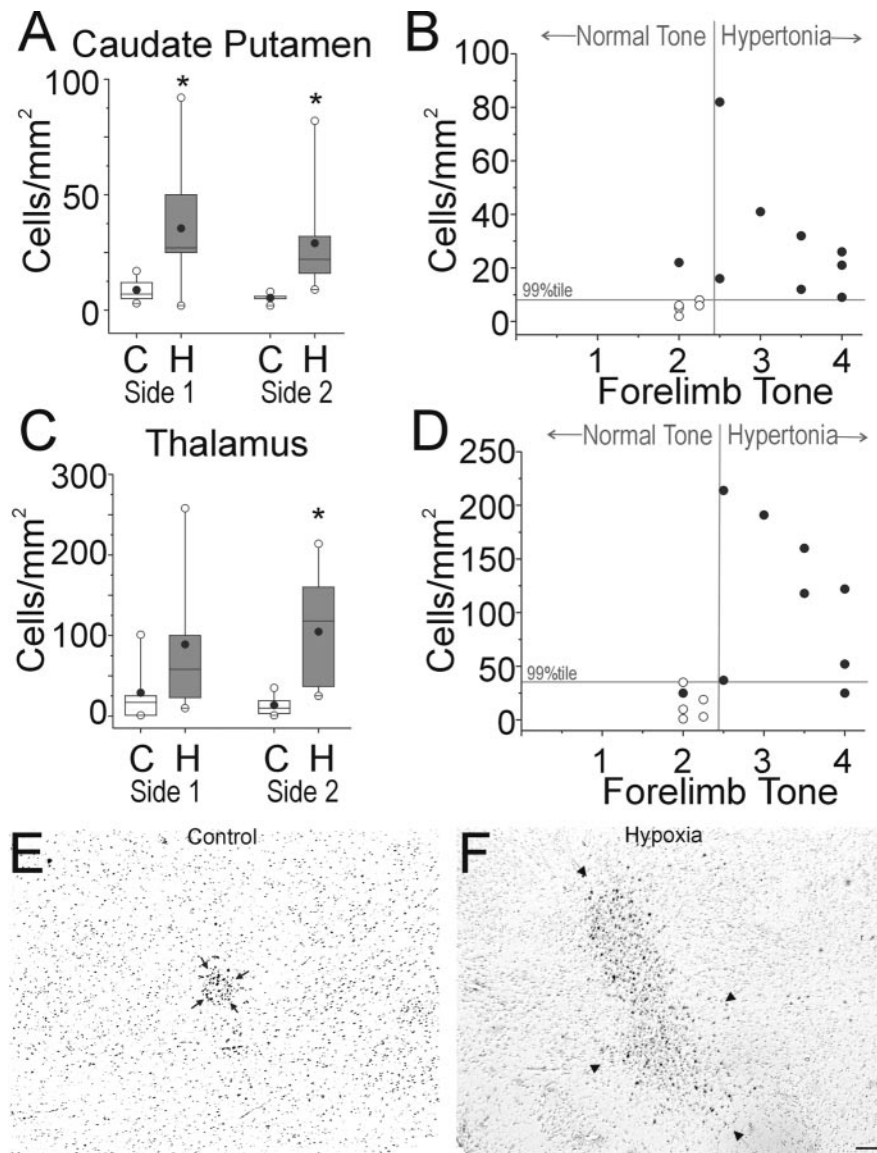 A
Caudate Putamen
Cells/mm²
100
50
0
*
*
C H C H
Side 1 Side 2
B
←Normal Tone Hypertonia→
Cells/mm²
100
80
60
40
20
0
99%tile
1 2 3 4
Forelimb Tone
C
Thalamus
Cells/mm²
300
250
200
100
50
0
*
C H C H
Side 1 Side 2
D
←Normal Tone Hypertonia→
Cells/mm²
250
200
150
100
50
0
99%tile
1 2 3 4
Forelimb Tone
E
Control
F
Hypoxia